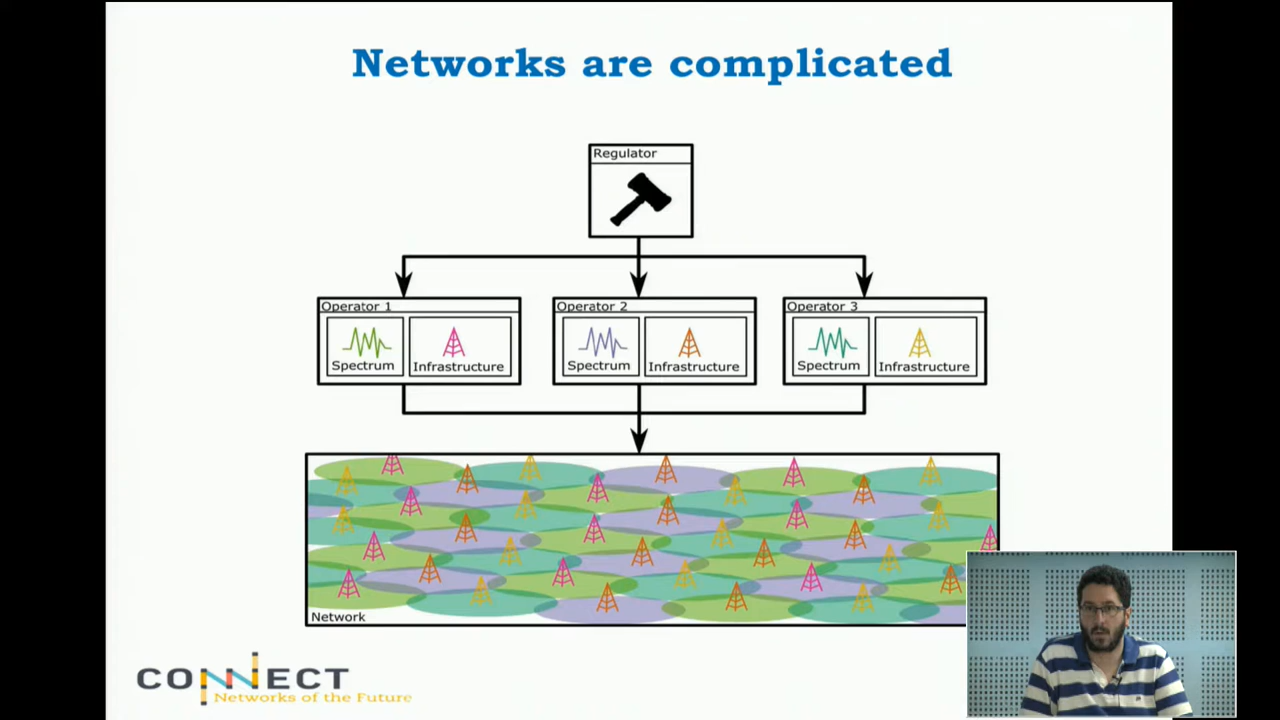 Networks are complicated
Regulator
Operator 1
Spectrum
Infrastructure
Operator 2
Spectrum
Infrastructure
Operator 3
Spectrum
Infrastructure
Network
CONNECT
Networks of the Future